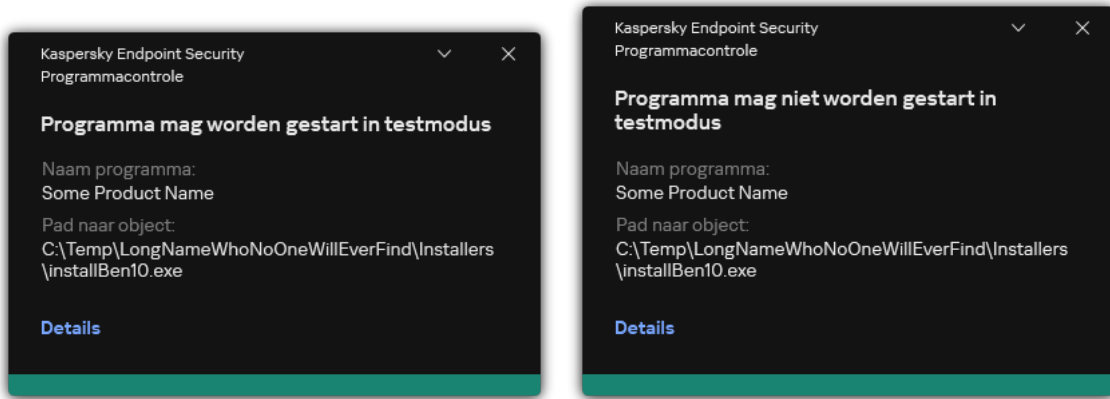 Kaspersky Endpoint Security
Programmacontrole
Programma mag worden gestart in testmodus
Naam programma:
Some Product Name
Pad naar object:
C:\Temp\LongNameWhoNoOneWillEverFind\Installers
\installBen10.exe
Details
Kaspersky Endpoint Security
Programmacontrole
Programma mag niet worden gestart in
testmodus
Naam programma:
Some Product Name
Pad naar object:
C:\Temp\LongNameWhoNoOneWillEverFind\Installers
\installBen10.exe
Details